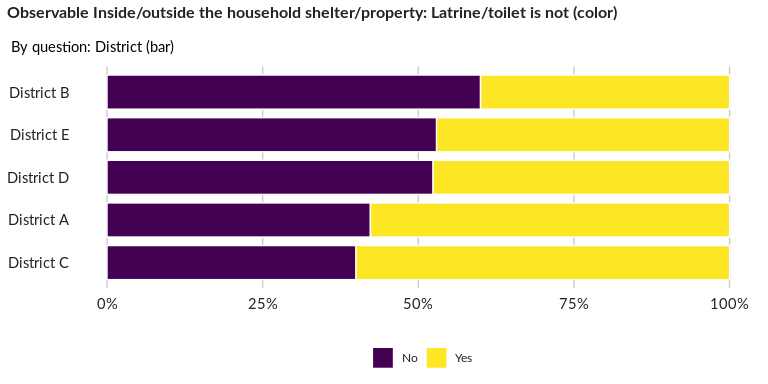 Observable Inside/outside the household shelter/property: Latrine/toilet is not (color)
By question: District (bar)
District B
District E
District D
District A
District C
0% 25% 50% 75% 100%
No Yes